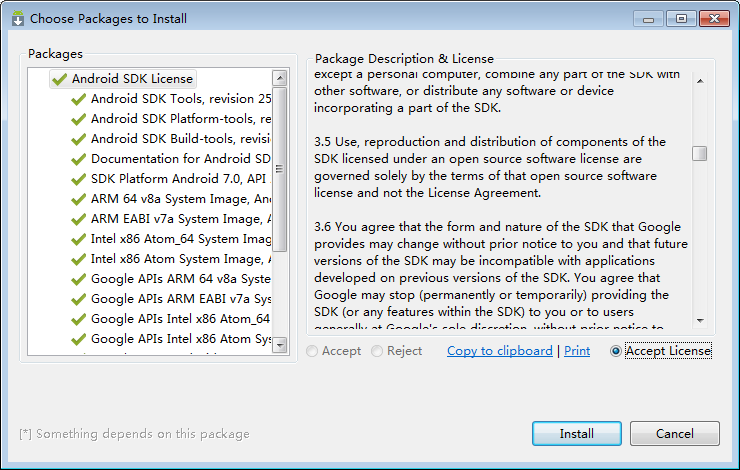 Choose Packages to Install
Packages
Android SDK License
Android SDK Tools, revision 25
Android SDK Platform-tools, re
Android SDK Build-tools, revisi
Documentation for Android SD
SDK Platform Android 7.0, API
ARM 64 v8a System Image, An
ARM EABI v7a System Image, A
Intel x86 Atom_64 System Imag
Intel x86 Atom System Image, A
Google APIs ARM 64 v8a Syste
Google APIs ARM EABI v7a Sys
Google APIs Intel x86 Atom_64
Google APIs Intel x86 Atom Sys
Package Description & License
except a personal computer, combine any part of the SDK with
other software, or distribute any software or device
incorporating a part of the SDK.
3.5 Use, reproduction and distribution of components of the
SDK licensed under an open source software license are
governed solely by the terms of that open source software
license and not the License Agreement.
3.6 You agree that the form and nature of the SDK that Google
provides may change without prior notice to you and that future
versions of the SDK may be incompatible with applications
developed on previous versions of the SDK. You agree that
Google may stop (permanently or temporarily) providing the
SDK (or any features within the SDK) to you or to users
generally at Google's sole discretion, without prior notice to
Accept Reject Copy to clipboard | Print Accept License
[*] Something depends on this package
Install Cancel